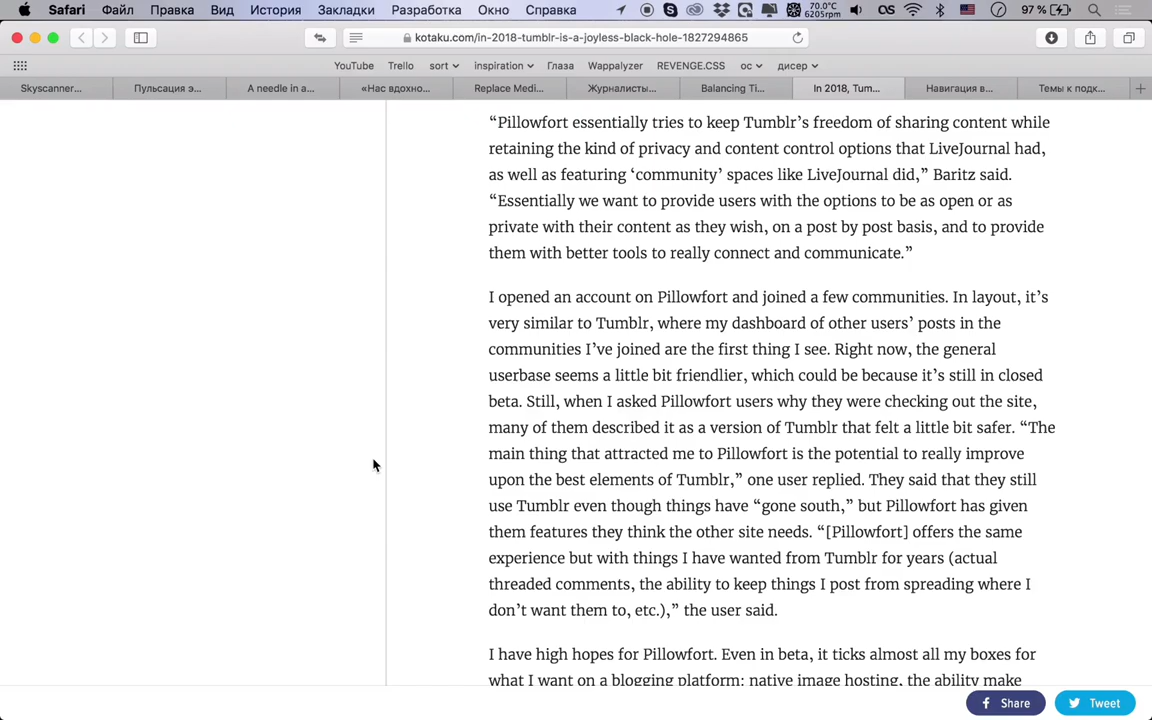 Safari Файл Правка Вид История Закладки Разработка Окно Справка 70.0°C 6205rpm 97 %
kotaku.com/in-2018-tumblr-is-a-joyless-black-hole-1827294865
YouTube Trello sort inspiration Глаза Wappalyzer REVENGE.CSS ос дисер
Skyscanner... Пульсация э... A needle in a... «Нас вдохно... Replace Medi... Журналисты... Balancing Ti... In 2018, Tum... Навигация в... Темы к подк...
“Pillowfort essentially tries to keep Tumblr’s freedom of sharing content while
retaining the kind of privacy and content control options that LiveJournal had,
as well as featuring ‘community’ spaces like LiveJournal did,” Baritz said.
“Essentially we want to provide users with the options to be as open or as
private with their content as they wish, on a post by post basis, and to provide
them with better tools to really connect and communicate.”
I opened an account on Pillowfort and joined a few communities. In layout, it’s
very similar to Tumblr, where my dashboard of other users’ posts in the
communities I’ve joined are the first thing I see. Right now, the general
userbase seems a little bit friendlier, which could be because it’s still in closed
beta. Still, when I asked Pillowfort users why they were checking out the site,
many of them described it as a version of Tumblr that felt a little bit safer. “The
main thing that attracted me to Pillowfort is the potential to really improve
upon the best elements of Tumblr,” one user replied. They said that they still
use Tumblr even though things have “gone south,” but Pillowfort has given
them features they think the other site needs. “[Pillowfort] offers the same
experience but with things I have wanted from Tumblr for years (actual
threaded comments, the ability to keep things I post from spreading where I
don’t want them to, etc.),” the user said.
I have high hopes for Pillowfort. Even in beta, it ticks almost all my boxes for
what I want on a blogging platform: native image hosting, the ability make
Share Tweet